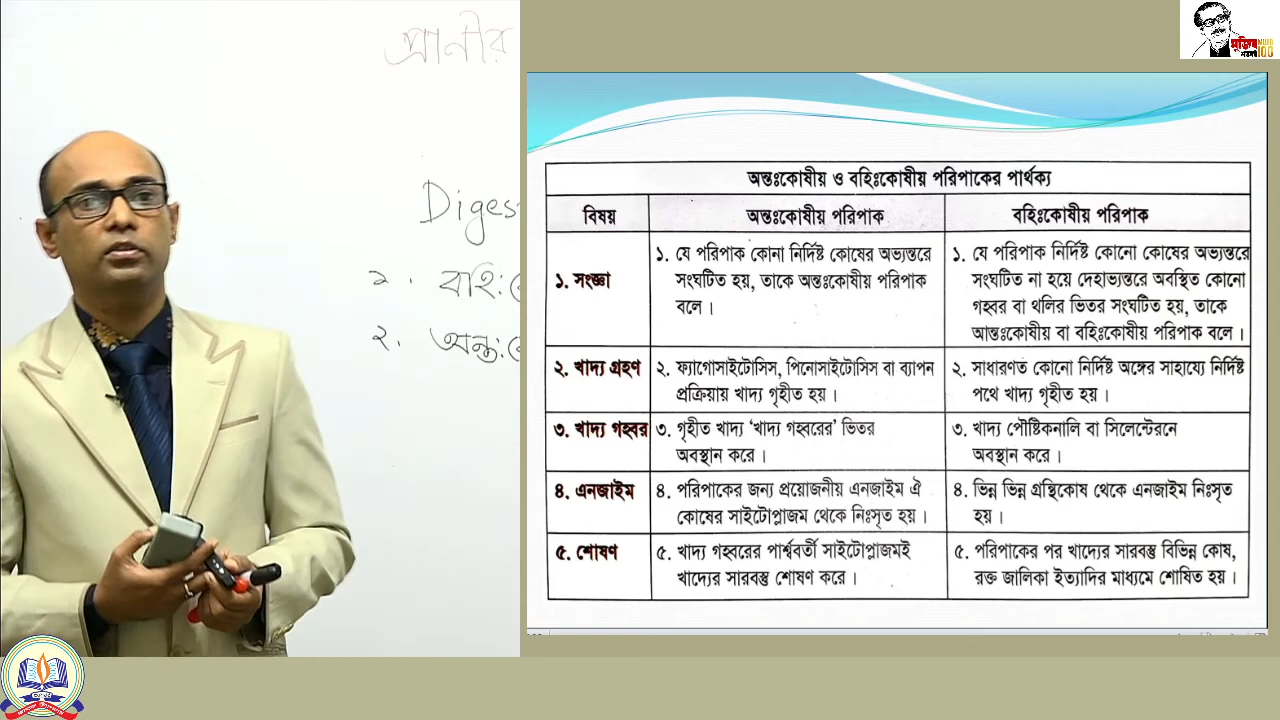 প্রানীর
Digest
২. বহি:কো
২. অন্ত:কো
মুজিব
শতবর্ষ
100
অন্তঃকোষীয় ও বহিঃকোষীয় পরিপাকের পার্থক্য
বিষয়
অন্তঃকোষীয় পরিপাক
বহিঃকোষীয় পরিপাক
১. সংজ্ঞা
১. যে পরিপাক কোনা নির্দিষ্ট কোষের অভ্যন্তরে
সংঘটিত হয়, তাকে অন্তঃকোষীয় পরিপাক
বলে।
১. যে পরিপাক নির্দিষ্ট কোনো কোষের অভ্যন্তরে
সংঘটিত না হয়ে দেহাভ্যন্তরে অবস্থিত কোনো
গহ্বর বা থলির ভিতর সংঘটিত হয়, তাকে
আন্তঃকোষীয় বা বহিঃকোষীয় পরিপাক বলে।
২. খাদ্য গ্রহণ
২. ফ্যাগোসাইটোসিস, পিনোসাইটোসিস বা ব্যাপন
প্রক্রিয়ায় খাদ্য গৃহীত হয়।
২. সাধারণত কোনো নির্দিষ্ট অঙ্গের সাহায্যে নির্দিষ্ট
পথে খাদ্য গৃহীত হয়।
৩. খাদ্য গহ্বর
৩. গৃহীত খাদ্য ‘খাদ্য গহ্বরের’ ভিতর
অবস্থান করে।
৩. খাদ্য পৌষ্টিকনালি বা সিলেন্টেরনে
অবস্থান করে।
৪. এনজাইম
৪. পরিপাকের জন্য প্রয়োজনীয় এনজাইম ঐ
কোষের সাইটোপ্লাজম থেকে নিঃসৃত হয়।
৪. ভিন্ন ভিন্ন গ্রন্থিকোষ থেকে এনজাইম নিঃসৃত
হয়।
৫. শোষণ
৫. খাদ্য গহ্বরের পার্শ্ববর্তী সাইটোপ্লাজমই
খাদ্যের সারবস্তু শোষণ করে।
৫. পরিপাকের পর খাদ্যের সারবস্তু বিভিন্ন কোষ,
রক্ত জালিকা ইত্যাদির মাধ্যমে শোষিত হয়।